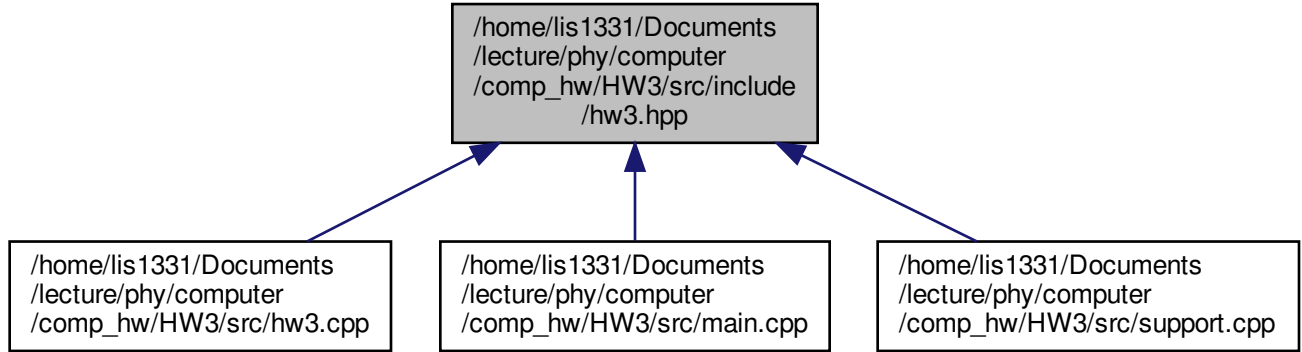 /home/lis1331/Documents
/lecture/phy/computer
/comp_hw/HW3/src/include
/hw3.hpp
/home/lis1331/Documents
/lecture/phy/computer
/comp_hw/HW3/src/hw3.cpp
/home/lis1331/Documents
/lecture/phy/computer
/comp_hw/HW3/src/main.cpp
/home/lis1331/Documents
/lecture/phy/computer
/comp_hw/HW3/src/support.cpp